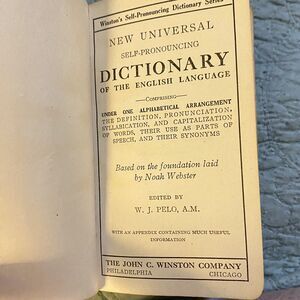 Winston's Self-Pronouncing Dictionary Series
NEW UNIVERSAL
SELF-PRONOUNCING
DICTIONARY
OF THE ENGLISH LANGUAGE
—COMPRISING—
UNDER ONE ALPHABETICAL ARRANGEMENT
THE DEFINITION, PRONUNCIATION,
SYLLABICATION, AND CAPITALIZATION
OF WORDS, THEIR USE AS PARTS OF
SPEECH, AND THEIR SYNONYMS
Based on the foundation laid
by Noah Webster
EDITED BY
W. J. PELO, A.M.
WITH AN APPENDIX CONTAINING MUCH USEFUL
INFORMATION
THE JOHN C. WINSTON COMPANY
PHILADELPHIA CHICAGO